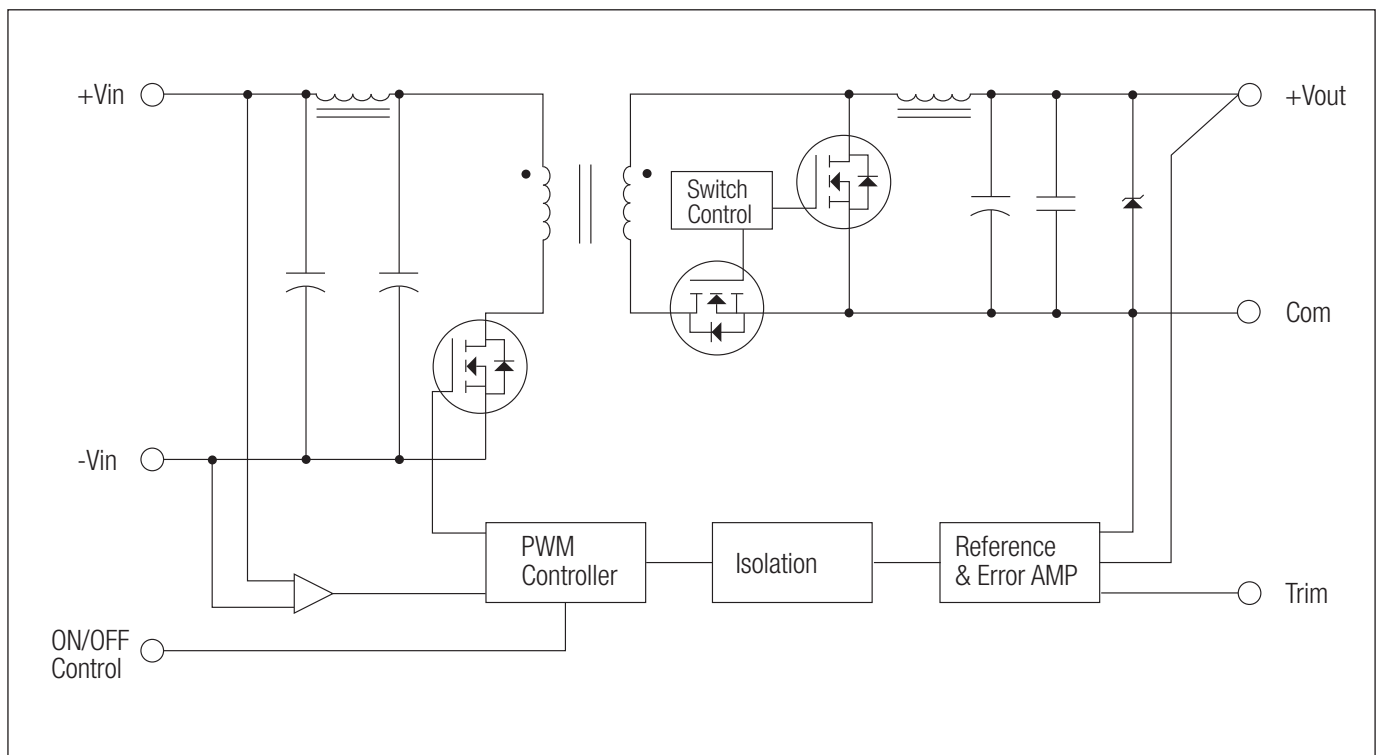 +Vin
+Vout
Switch
Control
Com
-Vin
PWM
Controller
Isolation
Reference
& Error AMP
Trim
ON/OFF
Control